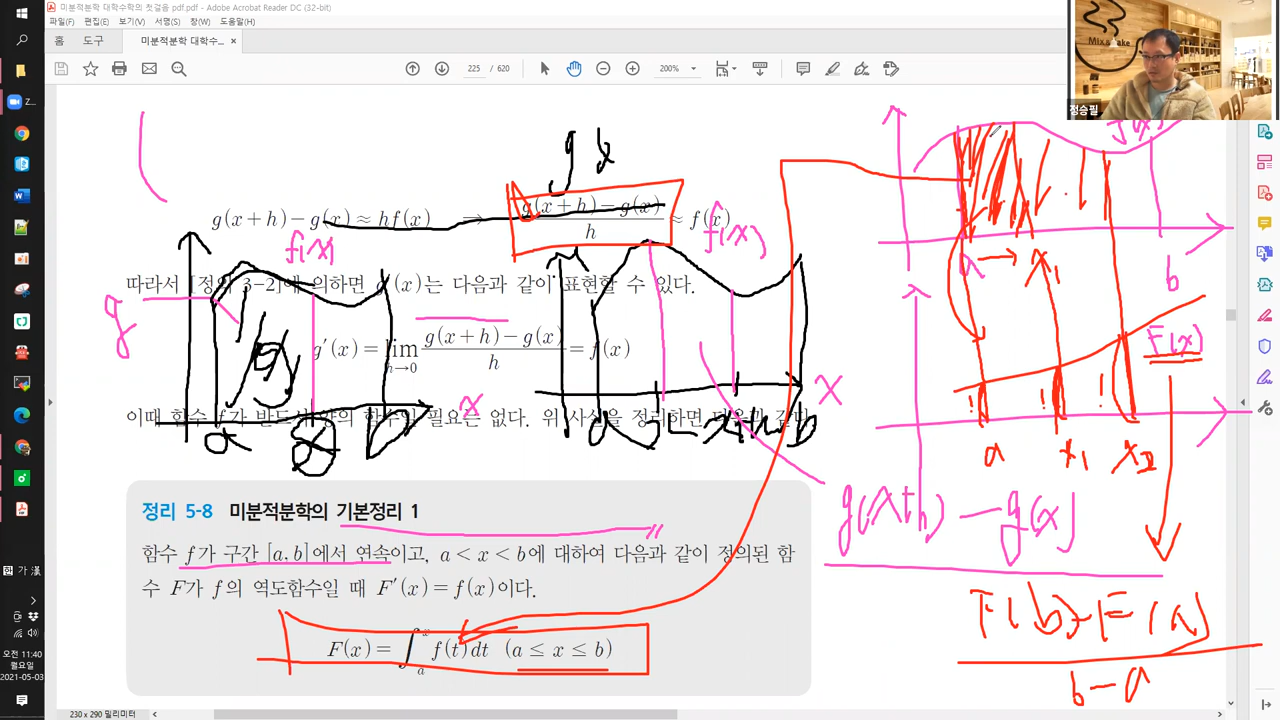 미분적분학 대학수학의 첫걸음 pdf.pdf - Adobe Acrobat Reader DC (32-bit)
파일(F) 편집(E) 보기(V) 서명(S) 창(W) 도움말(H)
홈 도구 미분적분학 대학수... ×
225 / 620 200%
Mix&Bake
정승필
g x
g(x+h)−g(x)≈hf(x) ⇒ g(x+h)−g(x) / h ≈ f(x)
f(x) f(x) f(x)
따라서 [정의 3-2]에 의하면 g(x)는 다음과 같이 표현할 수 있다.
g
g′(x)= lim h→0 g(x+h)−g(x) / h =f(x)
이때 함수 f가 반드시 양의 함수일 필요는 없다. 위 사실을 정리하면 다음과 같다.
a x b x
a x x+h b x
a → x₁ b
F(x)
a x₁ x₂
g(x+h) − g(x)
정리 5-8 미분적분학의 기본정리 1
함수 f가 구간 [a, b]에서 연속이고, a<x<b에 대하여 다음과 같이 정의된 함
수 F가 f의 역도함수일 때 F′(x)=f(x)이다.
F(x)=∫ₐˣ f(t)dt (a≤x≤b)
F(b)-F(a)
b-a
가 漢
오전 11:40
월요일
2021-05-03
230 x 290 밀리미터